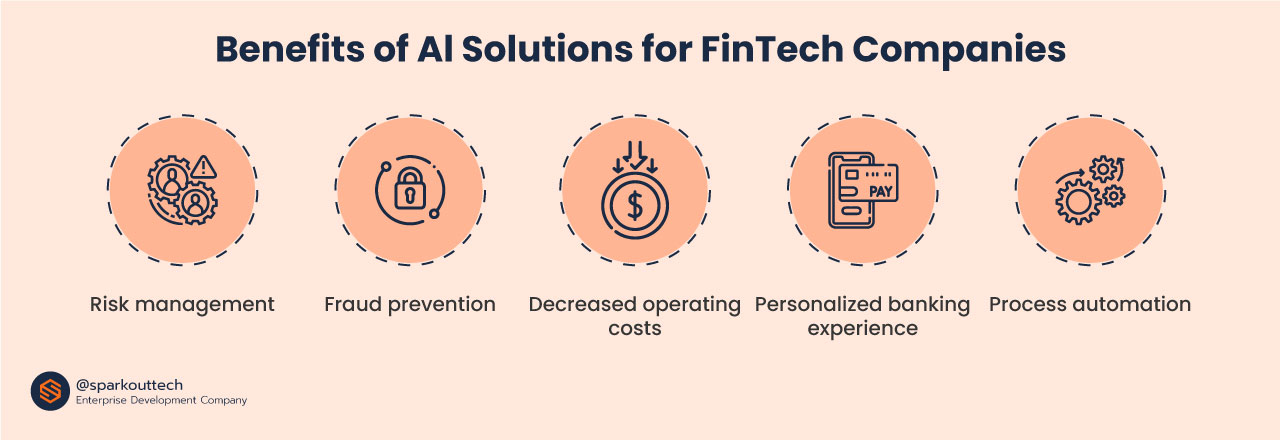 Benefits of AI Solutions for FinTech Companies
$
PAY
Risk management
Fraud prevention
Decreased operating
costs
Personalized banking
experience
Process automation
@sparkouttech
Enterprise Development Company